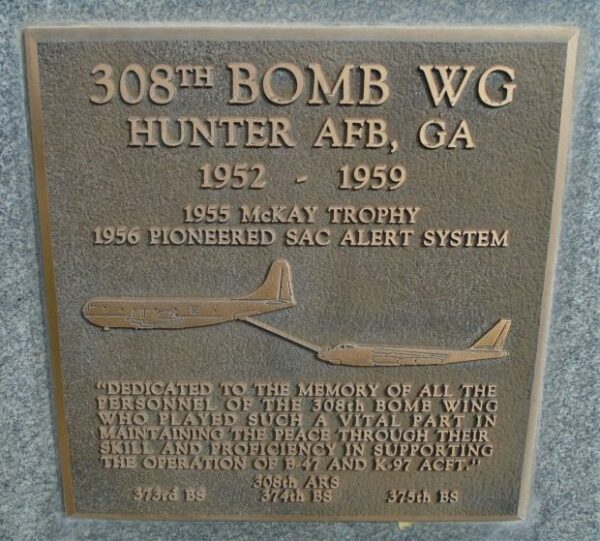 308TH BOMB WG
HUNTER AFB, GA
1952 - 1959
1955 McKAY TROPHY
1956 PIONEERED SAC ALERT SYSTEM
"DEDICATED TO THE MEMORY OF ALL THE
PERSONNEL OF THE 308th BOMB WING
WHO PLAYED SUCH A VITAL PART IN
MAINTAINING THE PEACE THROUGH THEIR
SKILL AND PROFICIENCY IN SUPPORTING
THE OPERATION OF B-47 AND K-97 ACFT."
308th ARS
373rd BS 374th BS 375th BS